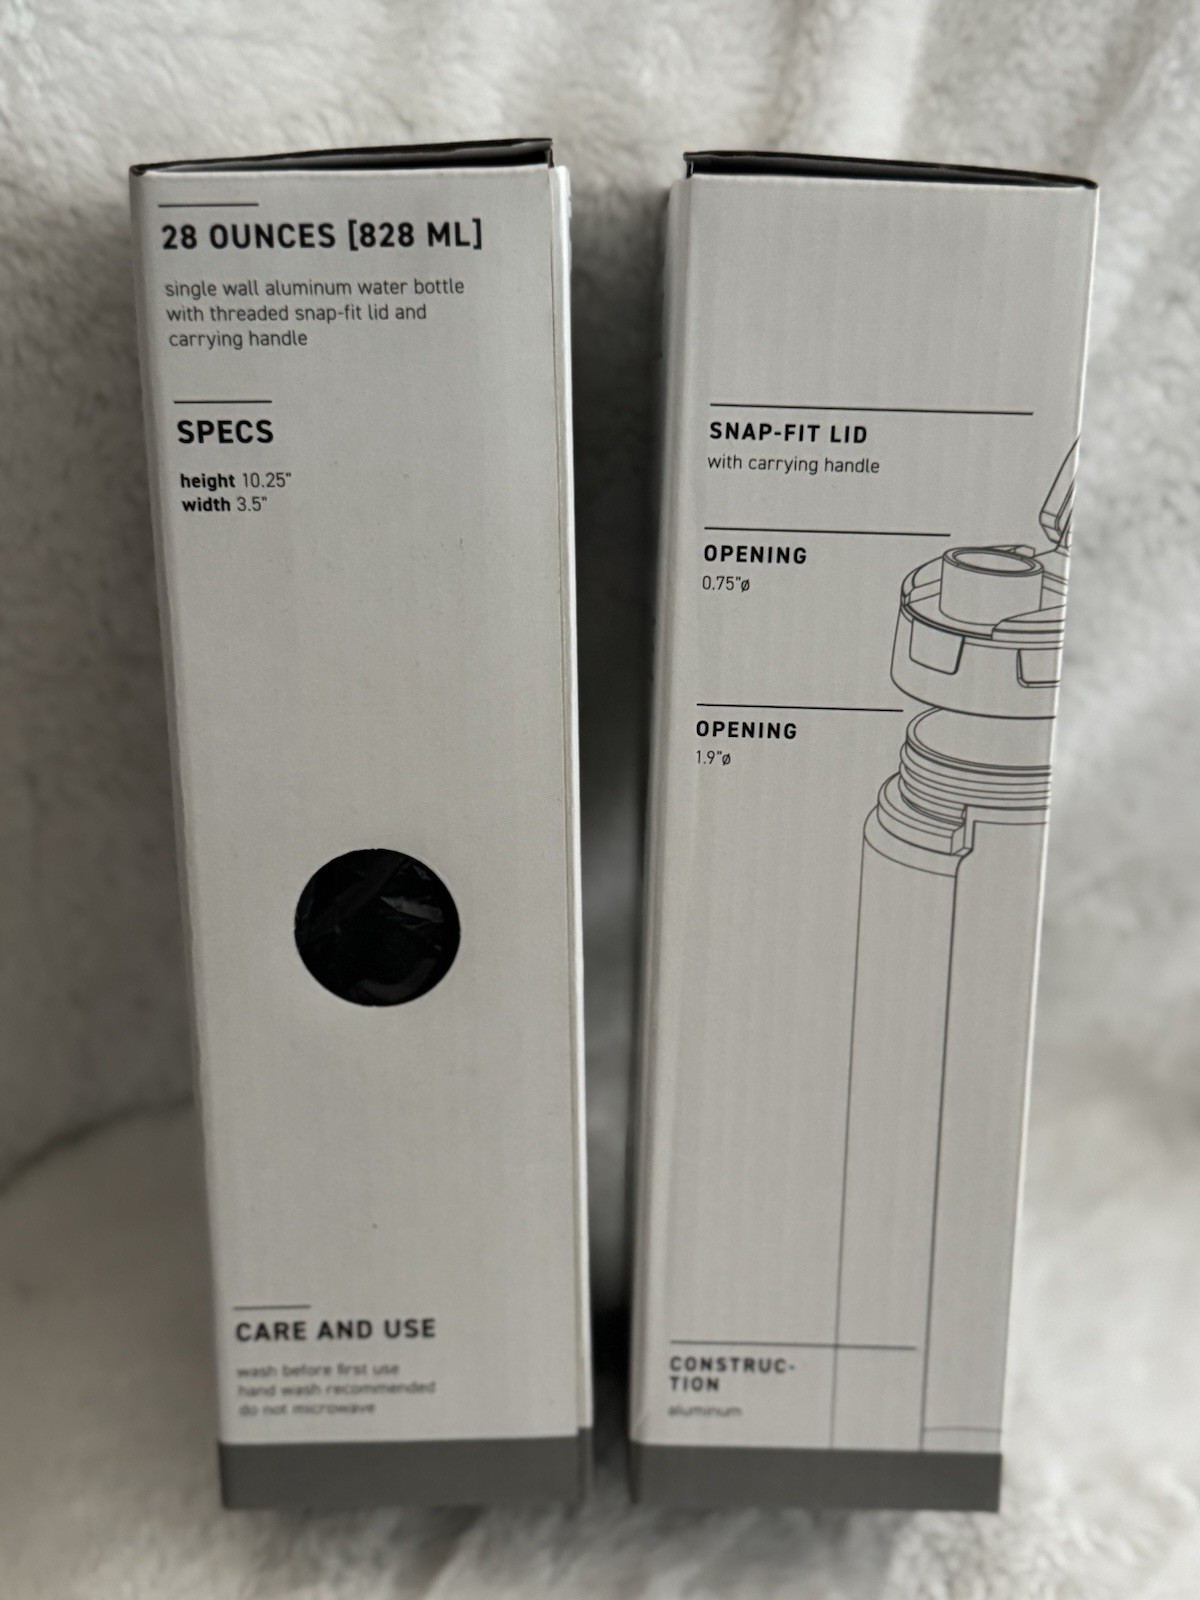 28 OUNCES [828 ML]
single wall aluminum water bottle
with threaded snap-fit lid and
carrying handle
SPECS
height 10.25"
width 3.5"
CARE AND USE
wash before first use
hand wash recommended
do not microwave
SNAP-FIT LID
with carrying handle
OPENING
0.75"ø
OPENING
1.9"ø
CONSTRUC-
TION
aluminum